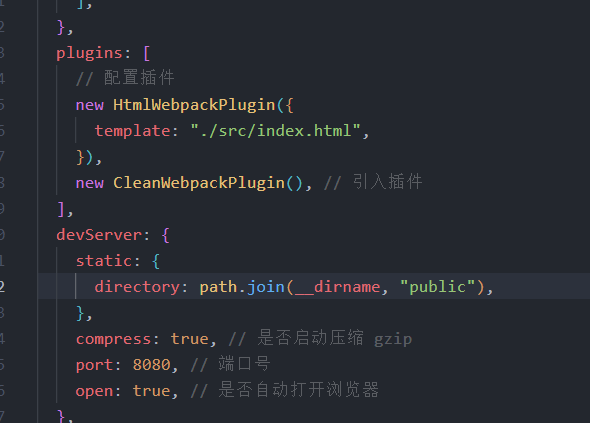 ],
},
plugins: [
// 配置插件
new HtmlWebpackPlugin({
template: "./src/index.html",
}),
new CleanWebpackPlugin(), // 引入插件
],
devServer: {
static: {
directory: path.join(__dirname, "public"),
},
compress: true, // 是否启动压缩 gzip
port: 8080, // 端口号
open: true, // 是否自动打开浏览器
},